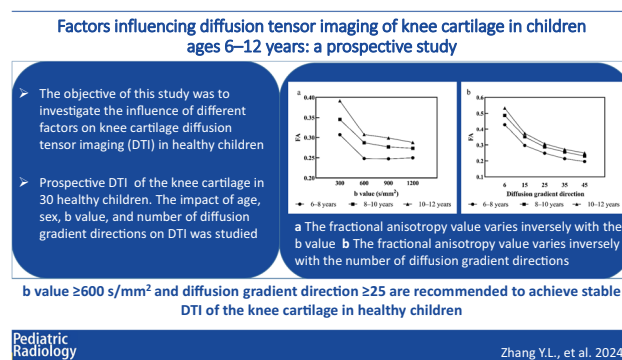 Factors influencing diffusion tensor imaging of knee cartilage in children
ages 6–12 years: a prospective study
➢ The objective of this study was to
investigate the influence of different
factors on knee cartilage diffusion
tensor imaging (DTI) in healthy children
➢ Prospective DTI of the knee cartilage in
30 healthy children. The impact of age,
sex, b value, and number of diffusion
gradient directions on DTI was studied
a
0.40
0.35
0.30
0.25
0.20
FA
300 600 900 1200
b value (s/mm²)
6–8 years 8–10 years 10–12 years
b
0.6
0.5
0.4
0.3
0.2
0.1
FA
6 15 25 35 45
Diffusion gradient direction
6–8 years 8–10 years 10–12 years
a The fractional anisotropy value varies inversely with the
b value b The fractional anisotropy value varies inversely
with the number of diffusion gradient directions
b value ≥600 s/mm² and diffusion gradient direction ≥25 are recommended to achieve stable
DTI of the knee cartilage in healthy children
Pediatric
Radiology
Zhang Y.L., et al. 2024